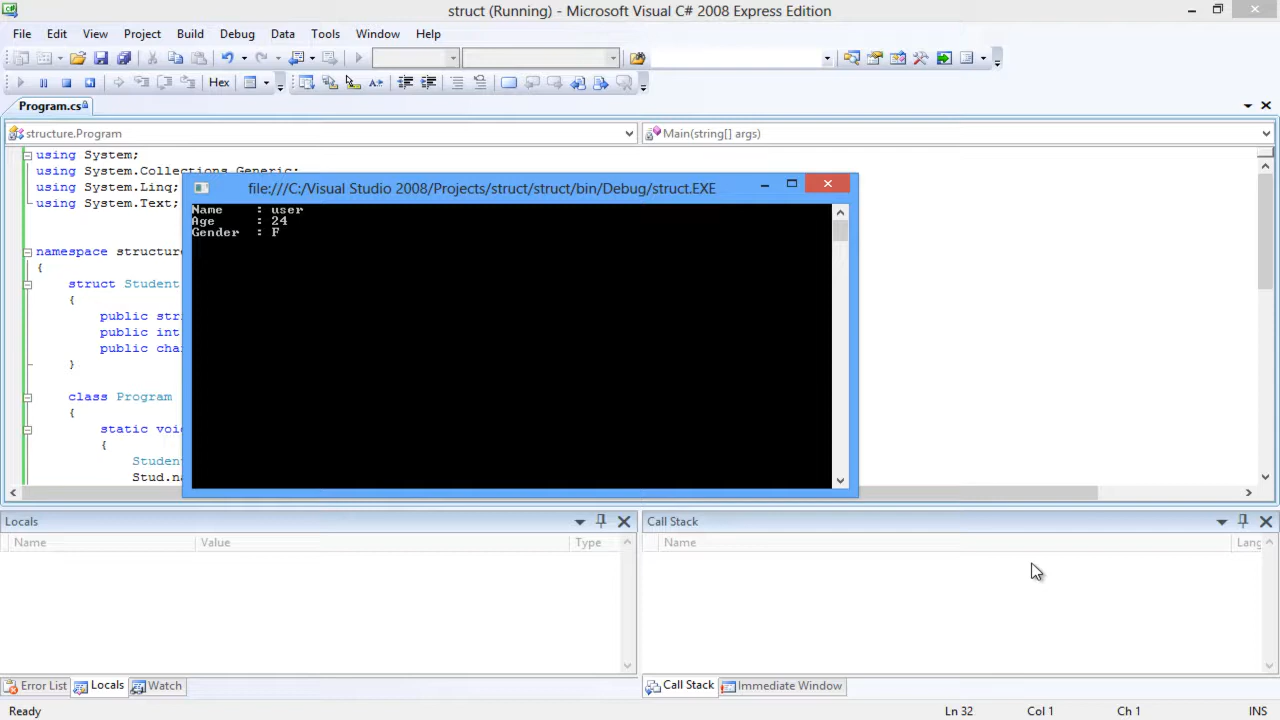 struct (Running) - Microsoft Visual C# 2008 Express Edition
File Edit View Project Build Debug Data Tools Window Help
Hex
Program.cs
structure.Program
Main(string[] args)
using System;
using System.Collections.Generic;
using System.Linq;
using System.Text;
file:///C:/Visual Studio 2008/Projects/struct/struct/bin/Debug/struct.EXE
Name : user
Age : 24
Gender : F
namespace structure
{
struct Student
{
public str
public int
public cha
}
class Program
{
static voi
{
Student
Stud.na
Locals
Name Value Type
Call Stack
Name Lang
Error List Locals Watch
Call Stack Immediate Window
Ready Ln 32 Col 1 Ch 1 INS